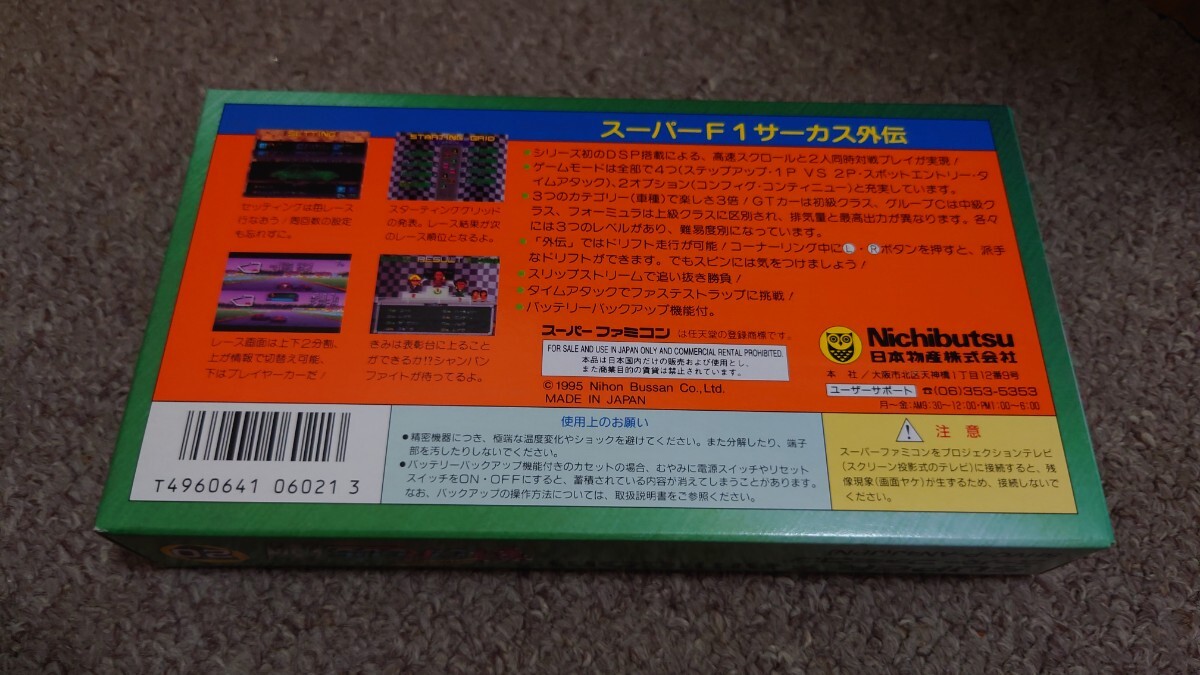 スーパーF1サーカス外伝
SETTING
STARTING GRID
セッティングは毎レース
行なおう!周回数の設定
も忘れずに。
スターティンググリッド
の発表。レース結果が次
のレース順位となるよ。
RESULT
レース画面は上下2分割、
上が情報で切替え可能、
下はプレイヤーカーだ!
きみは表彰台に上ること
ができるか!?シャンパン
ファイトが待ってるよ。
●シリーズ初のDSP搭載による、高速スクロールと2人同時対戦プレイが実現!
●ゲームモードは全部で4つ(ステップアップ・1P VS 2P・スポットエントリー・タ
イムアタック)、2オプション(コンフィグ・コンティニュー)と充実しています。
●3つのカテゴリー(車種)で楽しさ3倍!GTカーは初級クラス、グループCは中級ク
ラス、フォーミュラは上級クラスに区別され、排気量と最高出力が異なります。各々
には3つのレベルがあり、難易度別になっています。
●「外伝」ではドリフト走行が可能!コーナーリング中にL・Rボタンを押すと、派手
なドリフトができます。でもスピンには気をつけましょう!
●スリップストリームで追い抜き勝負!
●タイムアタックでファステストラップに挑戦!
●バッテリーバックアップ機能付。
スーパーファミコンは任天堂の登録商標です。
FOR SALE AND USE IN JAPAN ONLY AND COMMERCIAL RENTAL PROHIBITED.
本品は日本国内だけの販売および使用とし、
また商業目的の賃貸は禁止されています。
©1995 Nihon Bussan Co.,Ltd.
MADE IN JAPAN
Nichibutsu
日本物産株式会社
本 社 /大阪市北区天神橋1丁目12番9号
ユーザーサポート ☎(06)353-5353
月~金:AM9:30~12:00・PM1:00~6:00
T4960641 06021 3
使用上のお願い
●精密機器につき、極端な温度変化やショックを避けてください。また分解したり、端子
部を汚したりしないでください。
●バッテリーバックアップ機能付きのカセットの場合、むやみに電源スイッチやリセット
スイッチをON・OFFにすると、蓄積されている内容が消えてしまうことがあります。
なお、バックアップの操作方法については、取扱説明書をご参照ください。
注 意
スーパーファミコンをプロジェクションテレビ
(スクリーン投影式のテレビ)に接続すると、残
像現象(画面ヤケ)が生ずるため、接続しないで
ください。